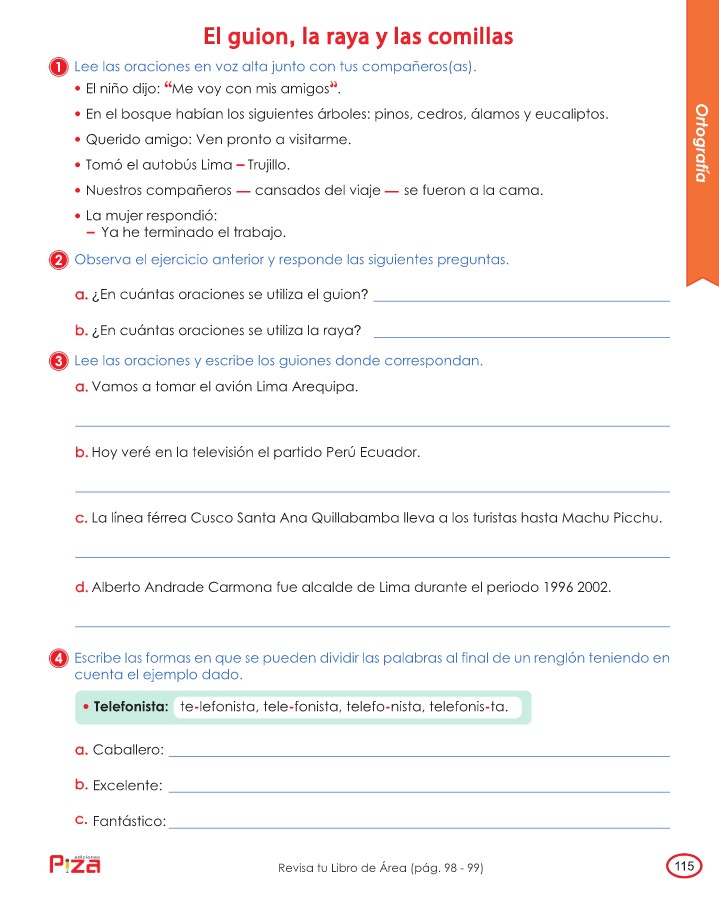 El guion, la raya y las comillas
1 Lee las oraciones en voz alta junto con tus compañeros(as).
• El niño dijo: “Me voy con mis amigos”.
• En el bosque habían los siguientes árboles: pinos, cedros, álamos y eucaliptos.
• Querido amigo: Ven pronto a visitarme.
• Tomó el autobús Lima – Trujillo.
• Nuestros compañeros — cansados del viaje — se fueron a la cama.
• La mujer respondió:
– Ya he terminado el trabajo.
Ortografía
2 Observa el ejercicio anterior y responde las siguientes preguntas.
a. ¿En cuántas oraciones se utiliza el guion?
b. ¿En cuántas oraciones se utiliza la raya?
3 Lee las oraciones y escribe los guiones donde correspondan.
a. Vamos a tomar el avión Lima Arequipa.
b. Hoy veré en la televisión el partido Perú Ecuador.
c. La línea férrea Cusco Santa Ana Quillabamba lleva a los turistas hasta Machu Picchu.
d. Alberto Andrade Carmona fue alcalde de Lima durante el periodo 1996 2002.
4 Escribe las formas en que se pueden dividir las palabras al final de un renglón teniendo en
cuenta el ejemplo dado.
• Telefonista: te-lefonista, tele-fonista, telefo-nista, telefonis-ta.
a. Caballero:
b. Excelente:
c. Fantástico:
ediciones
Piza
Revisa tu Libro de Área (pág. 98 - 99)
115